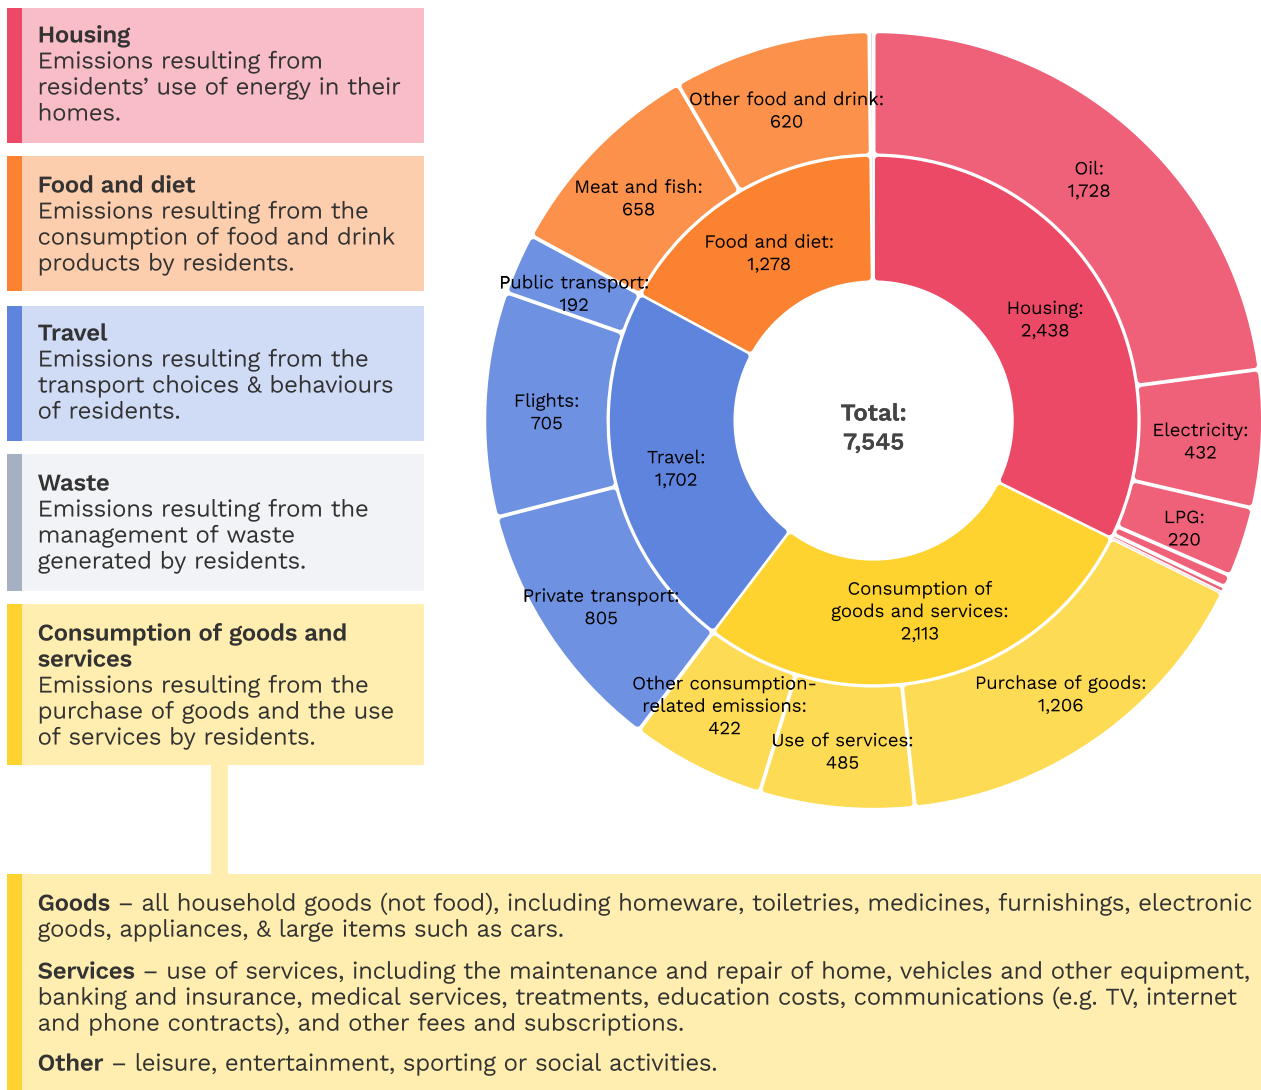 Housing
Emissions resulting from
residents’ use of energy in their
homes.
Food and diet
Emissions resulting from the
consumption of food and drink
products by residents.
Travel
Emissions resulting from the
transport choices & behaviours
of residents.
Waste
Emissions resulting from the
management of waste
generated by residents.
Consumption of goods and
services
Emissions resulting from the
purchase of goods and the use
of services by residents.
Other food and drink:
620
Oil:
1,728
Meat and fish:
658
Food and diet:
1,278
Public transport:
192
Housing:
2,438
Flights:
705
Total:
7,545
Electricity:
432
Travel:
1,702
LPG:
220
Private transport:
805
Consumption of
goods and services:
2,113
Other consumption-
related emissions:
422
Use of services:
485
Purchase of goods:
1,206
Goods – all household goods (not food), including homeware, toiletries, medicines, furnishings, electronic
goods, appliances, & large items such as cars.
Services – use of services, including the maintenance and repair of home, vehicles and other equipment,
banking and insurance, medical services, treatments, education costs, communications (e.g. TV, internet
and phone contracts), and other fees and subscriptions.
Other – leisure, entertainment, sporting or social activities.